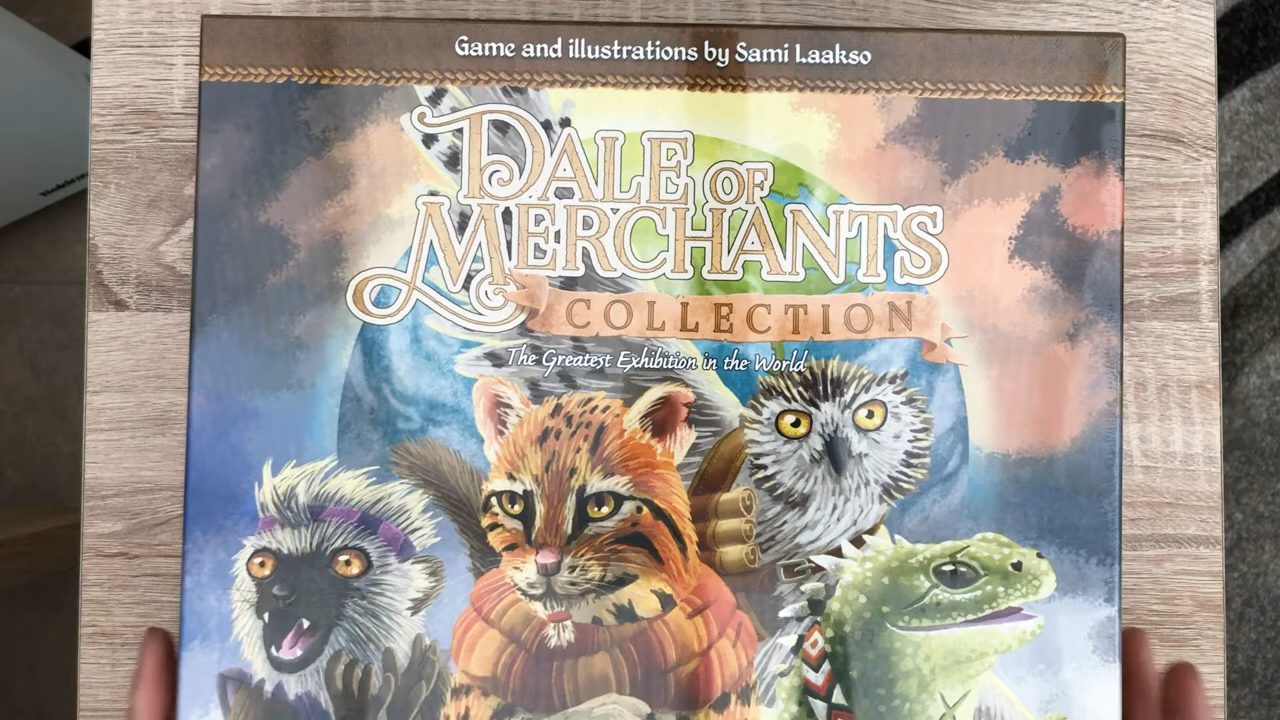 Game and illustrations by Sami Laakso
DALE OF
MERCHANTS
COLLECTION
The Greatest Exhibition in the World